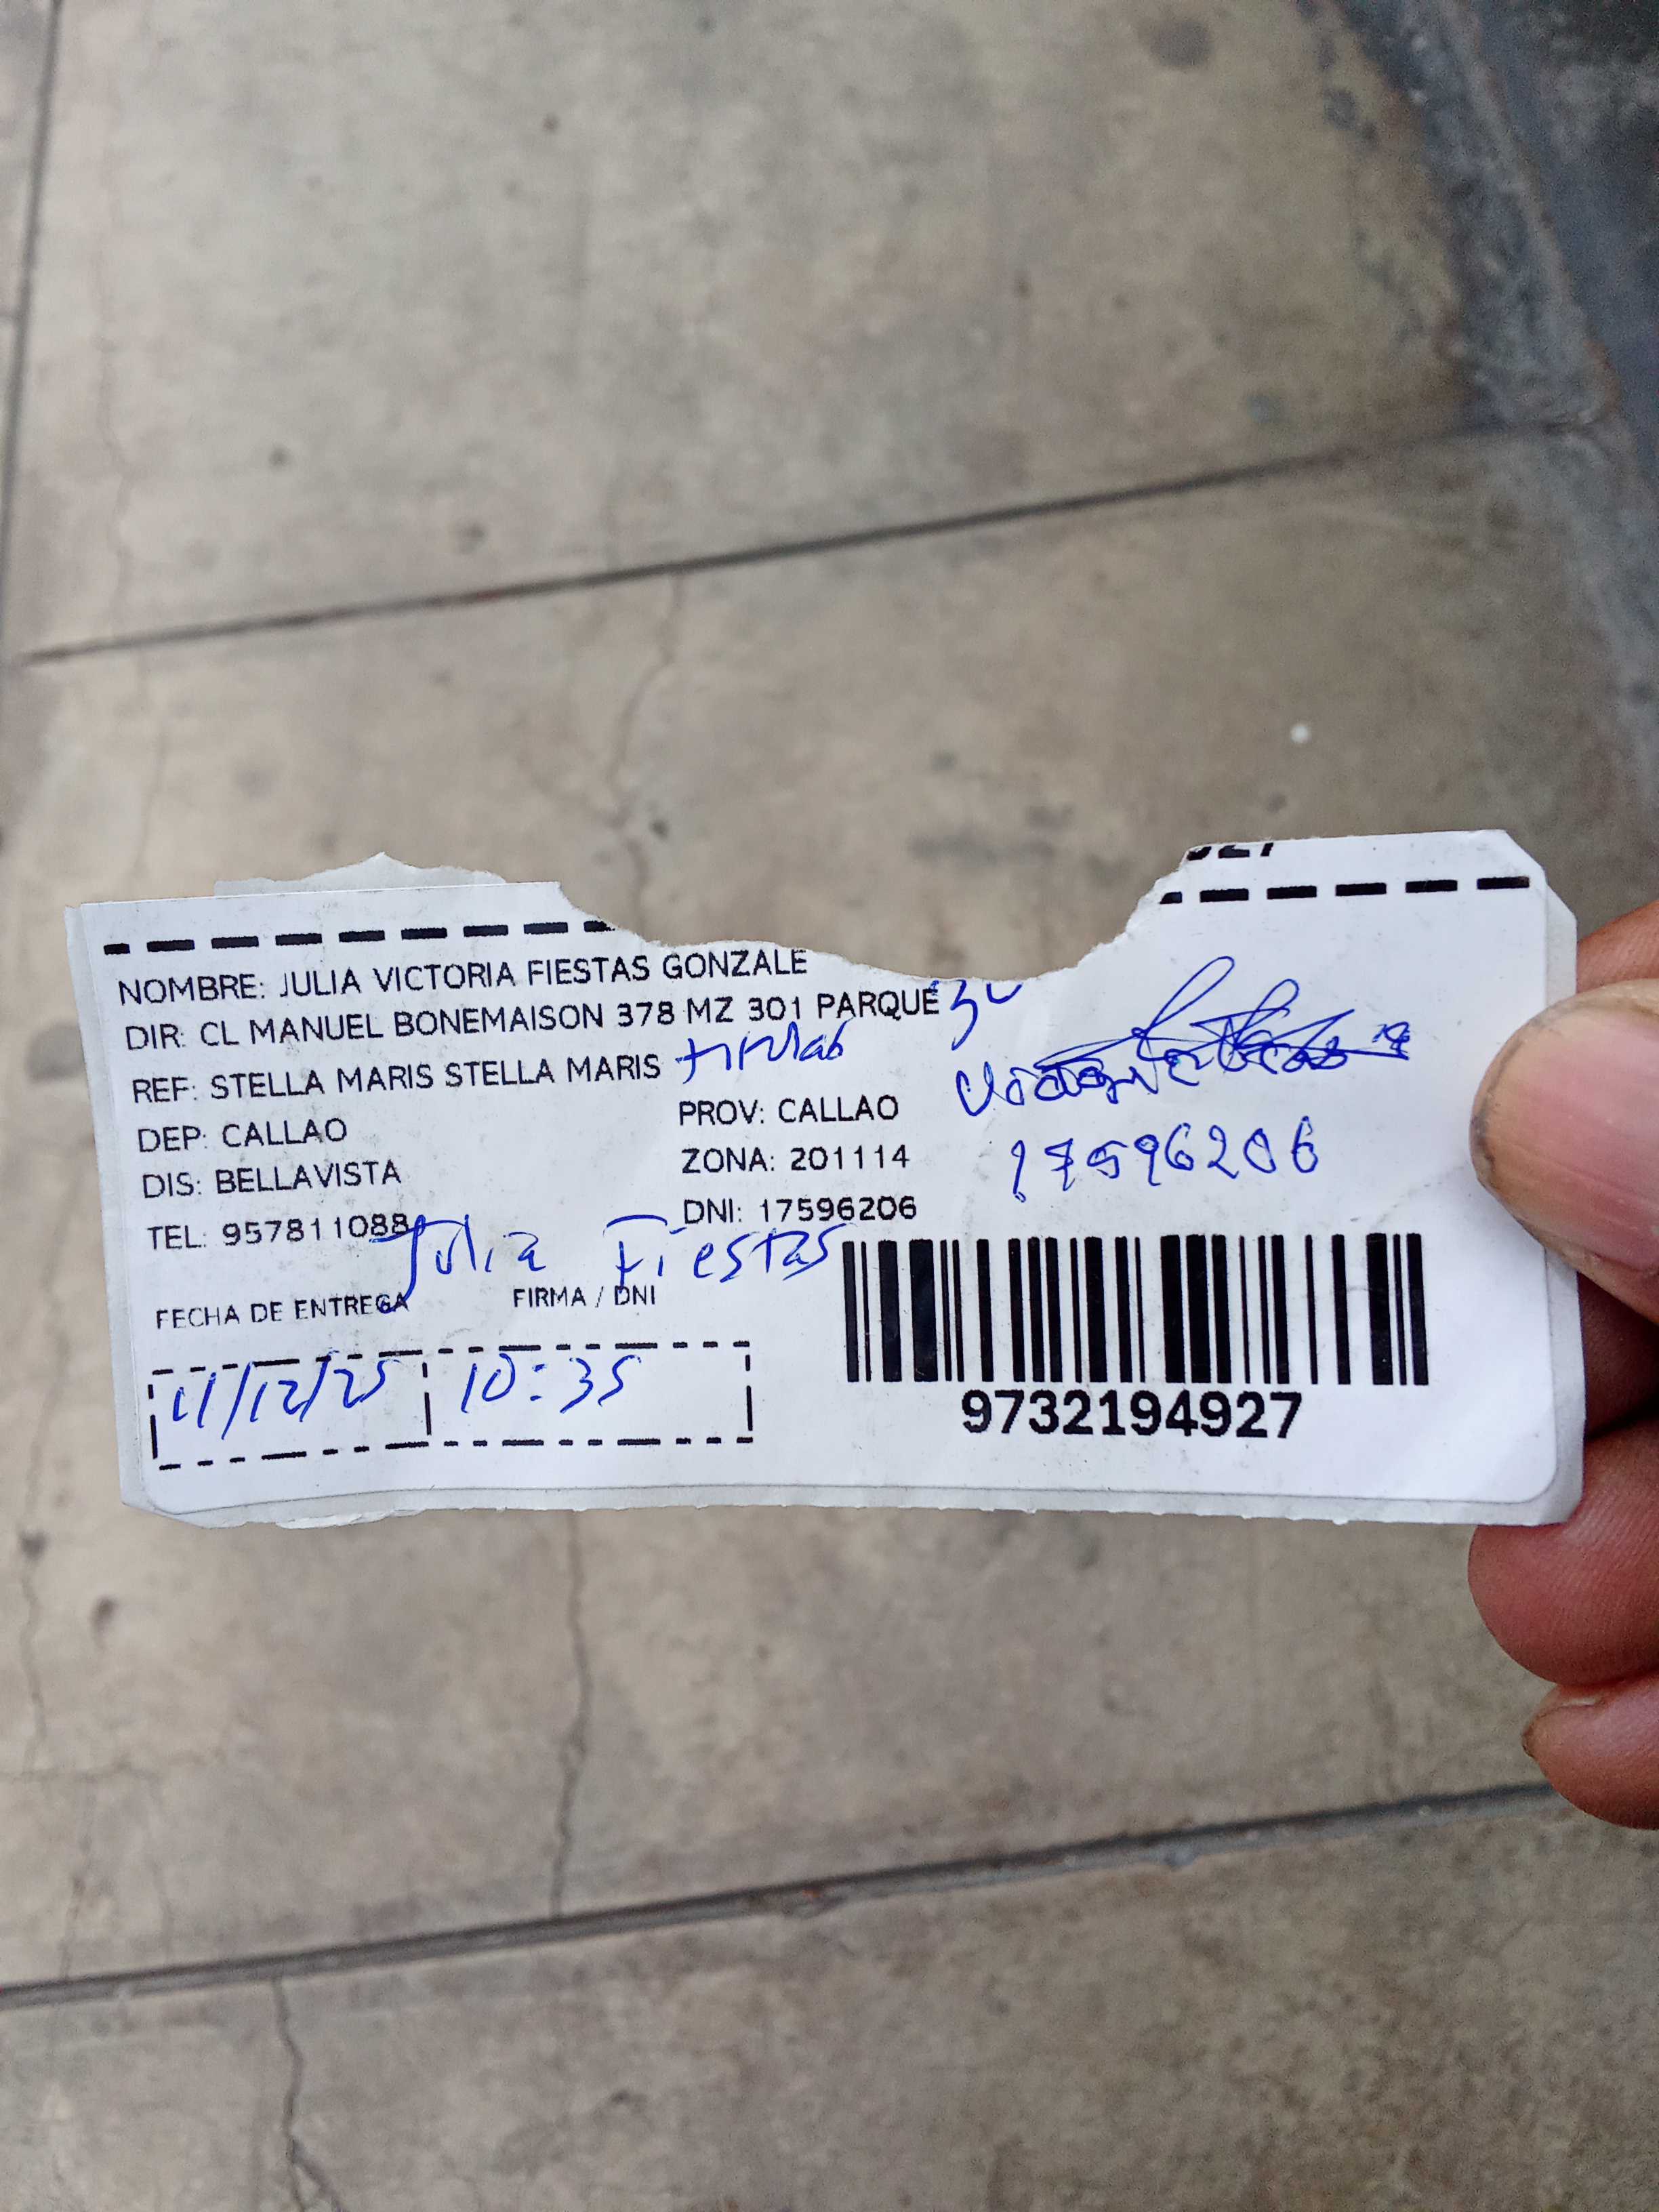 NOMBRE: JULIA VICTORIA FIESTAS GONZALE
DIR: CL MANUEL BONEMAISON 378 MZ 301 PARQUE
REF: STELLA MARIS STELLA MARIS titular
DEP: CALLAO PROV: CALLAO
DIS: BELLAVISTA ZONA: 201114
17596206
TEL: 957811088 DNI: 17596206
Julia Fiestas
FECHA DE ENTREGA FIRMA / DNI
11/12/25 10:35
9732194927